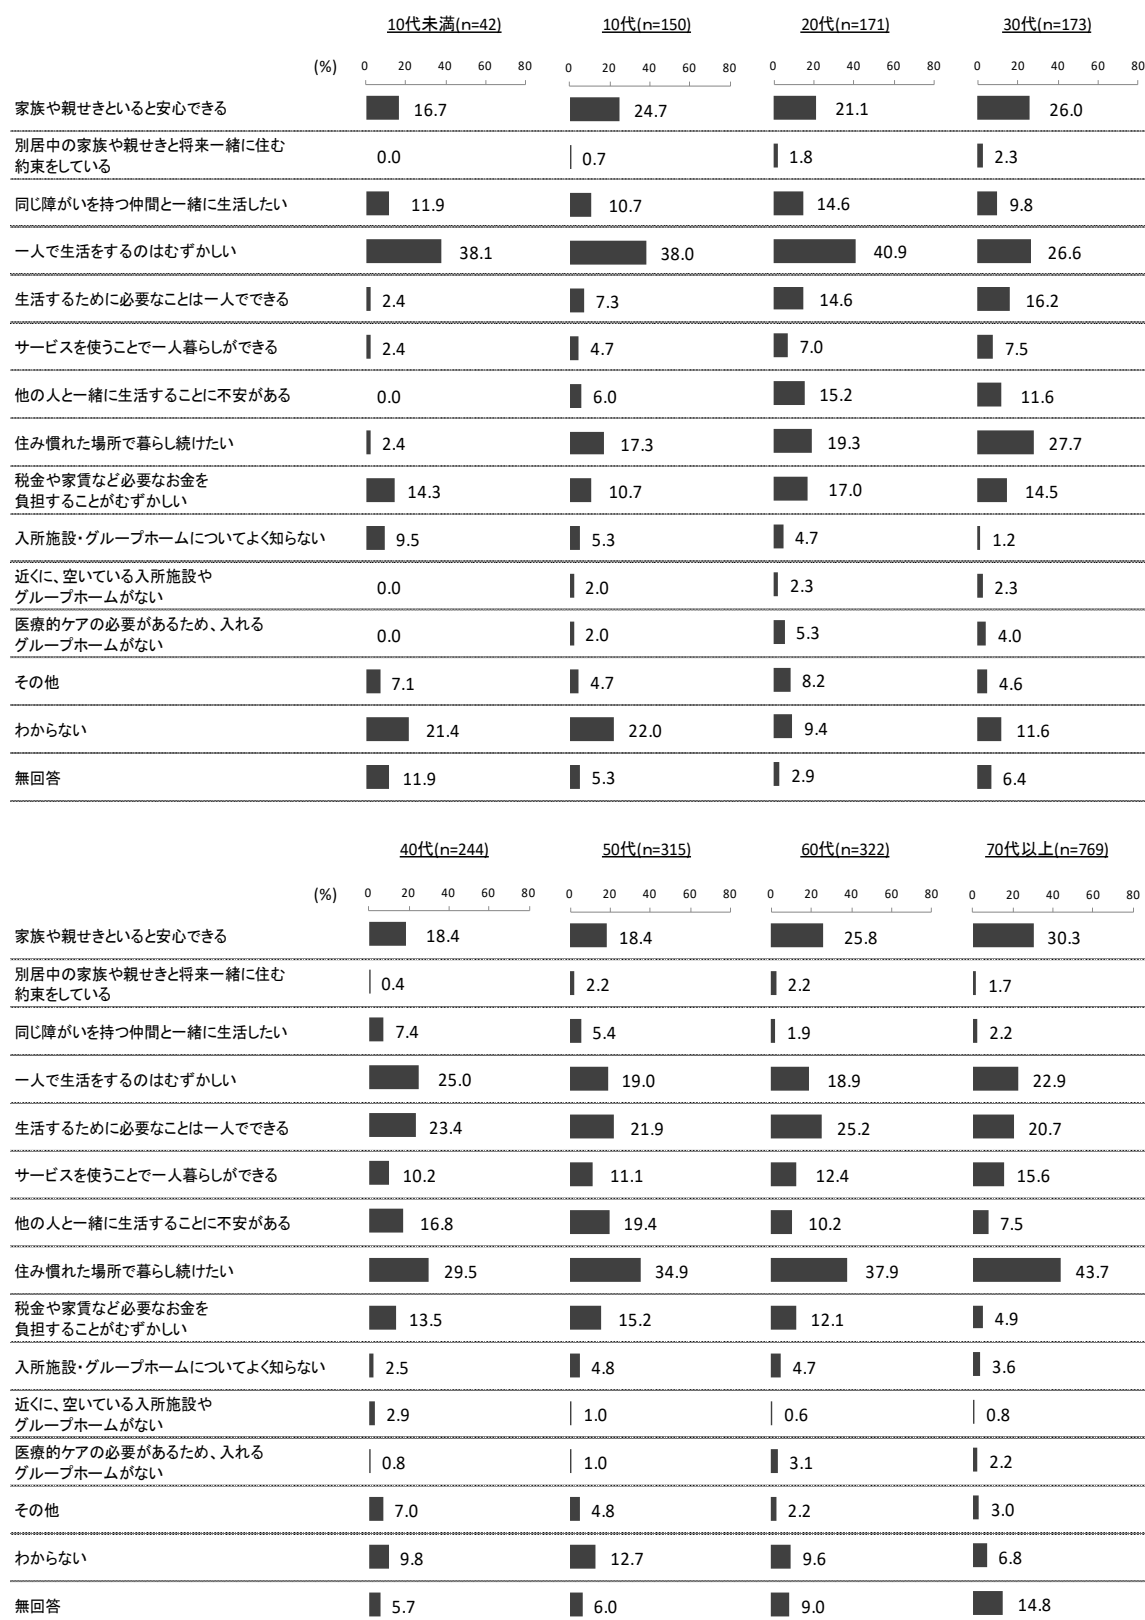 10代未満(n=42) 10代(n=150) 20代(n=171) 30代(n=173)
(%) 0 20 40 60 80 0 20 40 60 80 0 20 40 60 80 0 20 40 60 80
家族や親せきといると安心できる 16.7 24.7 21.1 26.0
別居中の家族や親せきと将来一緒に住む
約束をしている 0.0 0.7 1.8 2.3
同じ障がいを持つ仲間と一緒に生活したい 11.9 10.7 14.6 9.8
一人で生活をするのはむずかしい 38.1 38.0 40.9 26.6
生活するために必要なことは一人でできる 2.4 7.3 14.6 16.2
サービスを使うことで一人暮らしができる 2.4 4.7 7.0 7.5
他の人と一緒に生活することに不安がある 0.0 6.0 15.2 11.6
住み慣れた場所で暮らし続けたい 2.4 17.3 19.3 27.7
税金や家賃など必要なお金を
負担することがむずかしい 14.3 10.7 17.0 14.5
入所施設・グループホームについてよく知らない 9.5 5.3 4.7 1.2
近くに、空いている入所施設や
グループホームがない 0.0 2.0 2.3 2.3
医療的ケアの必要があるため、入れる
グループホームがない 0.0 2.0 5.3 4.0
その他 7.1 4.7 8.2 4.6
わからない 21.4 22.0 9.4 11.6
無回答 11.9 5.3 2.9 6.4
40代(n=244) 50代(n=315) 60代(n=322) 70代以上(n=769)
(%) 0 20 40 60 80 0 20 40 60 80 0 20 40 60 80 0 20 40 60 80
家族や親せきといると安心できる 18.4 18.4 25.8 30.3
別居中の家族や親せきと将来一緒に住む
約束をしている 0.4 2.2 2.2 1.7
同じ障がいを持つ仲間と一緒に生活したい 7.4 5.4 1.9 2.2
一人で生活をするのはむずかしい 25.0 19.0 18.9 22.9
生活するために必要なことは一人でできる 23.4 21.9 25.2 20.7
サービスを使うことで一人暮らしができる 10.2 11.1 12.4 15.6
他の人と一緒に生活することに不安がある 16.8 19.4 10.2 7.5
住み慣れた場所で暮らし続けたい 29.5 34.9 37.9 43.7
税金や家賃など必要なお金を
負担することがむずかしい 13.5 15.2 12.1 4.9
入所施設・グループホームについてよく知らない 2.5 4.8 4.7 3.6
近くに、空いている入所施設や
グループホームがない 2.9 1.0 0.6 0.8
医療的ケアの必要があるため、入れる
グループホームがない 0.8 1.0 3.1 2.2
その他 7.0 4.8 2.2 3.0
わからない 9.8 12.7 9.6 6.8
無回答 5.7 6.0 9.0 14.8